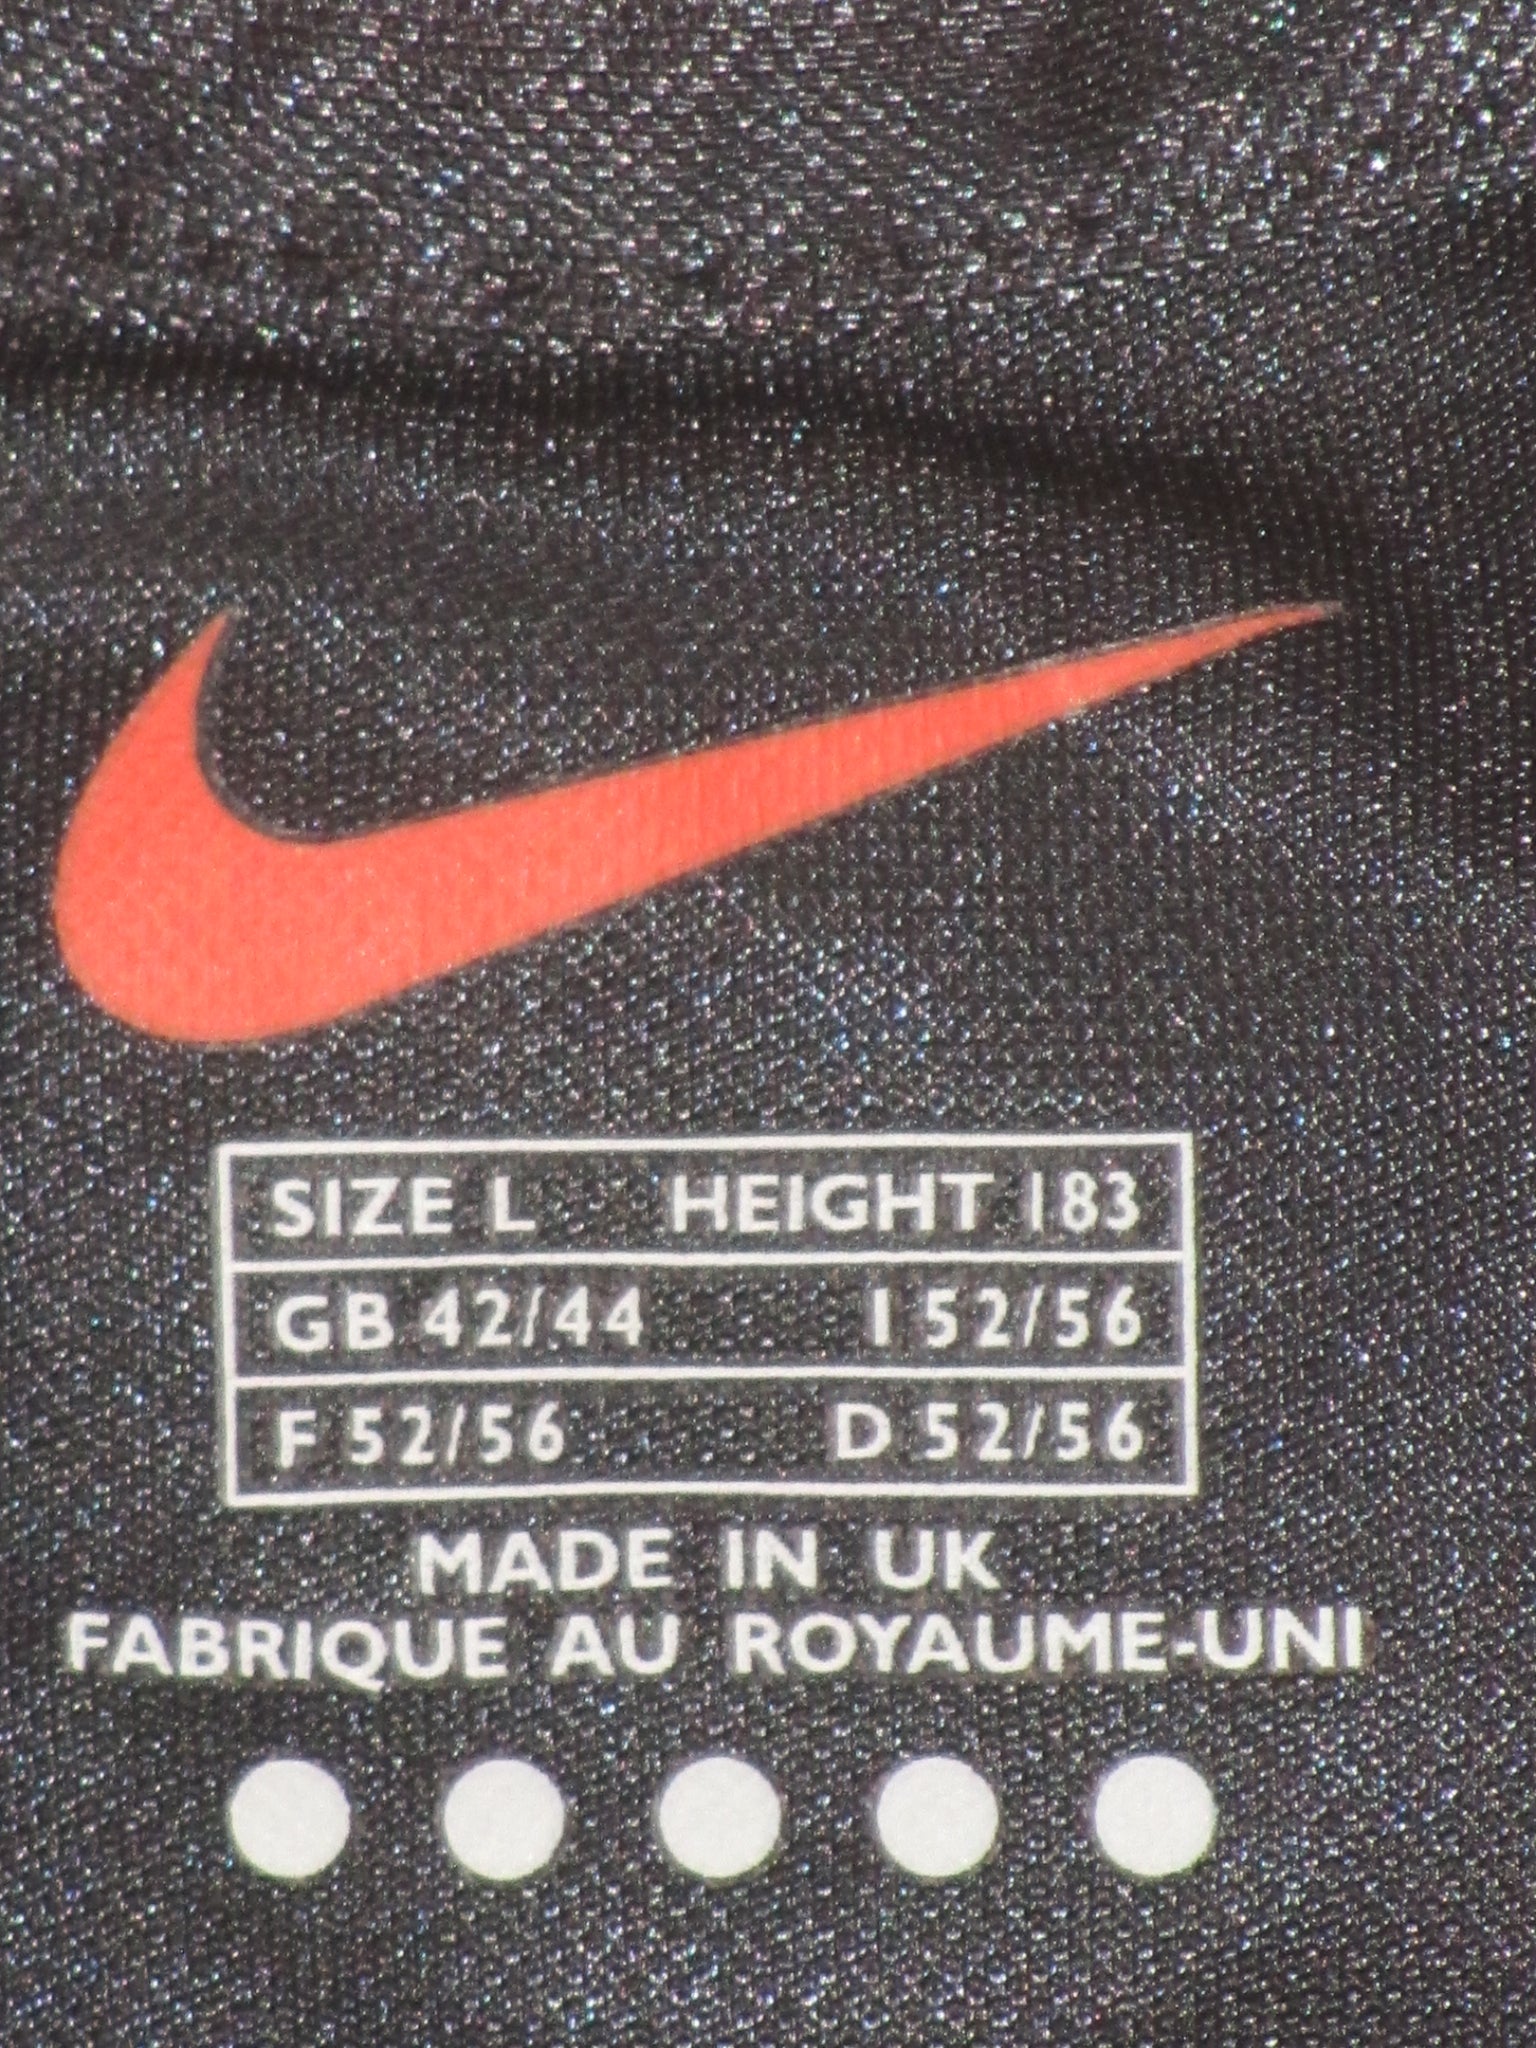 SIZE L HEIGHT 183
GB 42/44 I 52/56
F 52/56 D 52/56
MADE IN UK
FABRIQUE AU ROYAUME-UNI